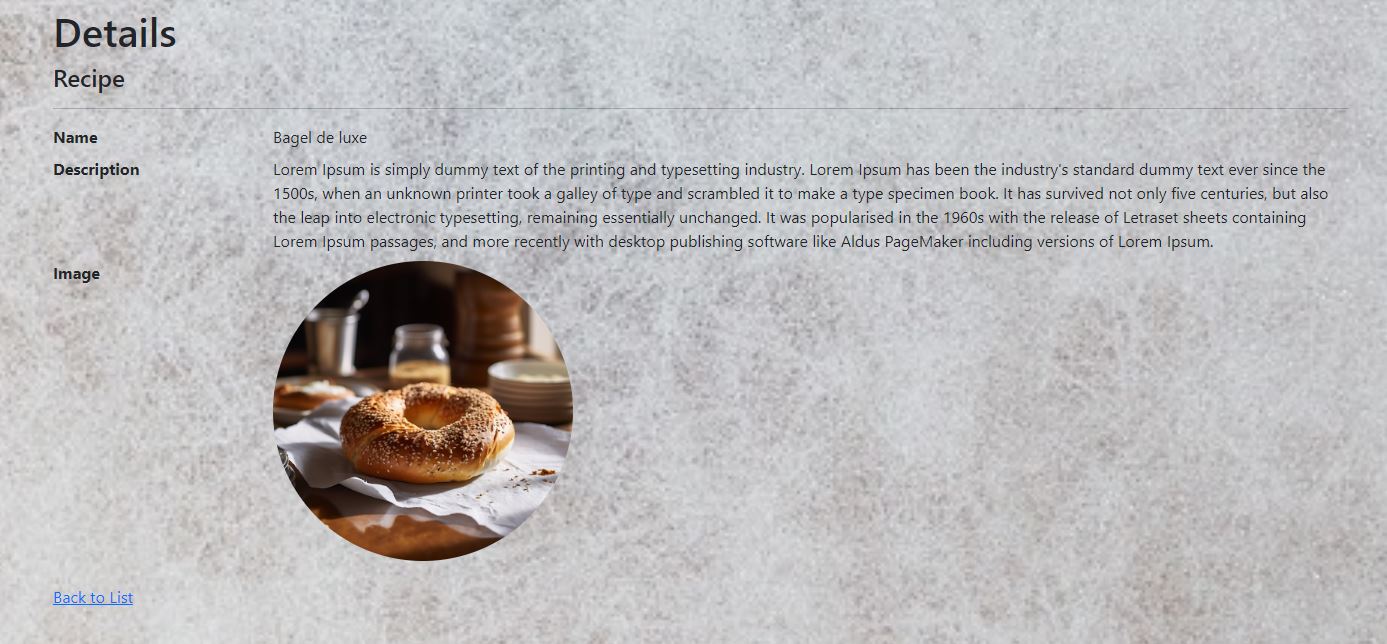 Details
Recipe
Name
Bagel de luxe
Description
Lorem Ipsum is simply dummy text of the printing and typesetting industry. Lorem Ipsum has been the industry's standard dummy text ever since the
1500s, when an unknown printer took a galley of type and scrambled it to make a type specimen book. It has survived not only five centuries, but also
the leap into electronic typesetting, remaining essentially unchanged. It was popularised in the 1960s with the release of Letraset sheets containing
Lorem Ipsum passages, and more recently with desktop publishing software like Aldus PageMaker including versions of Lorem Ipsum.
Image
Back to List